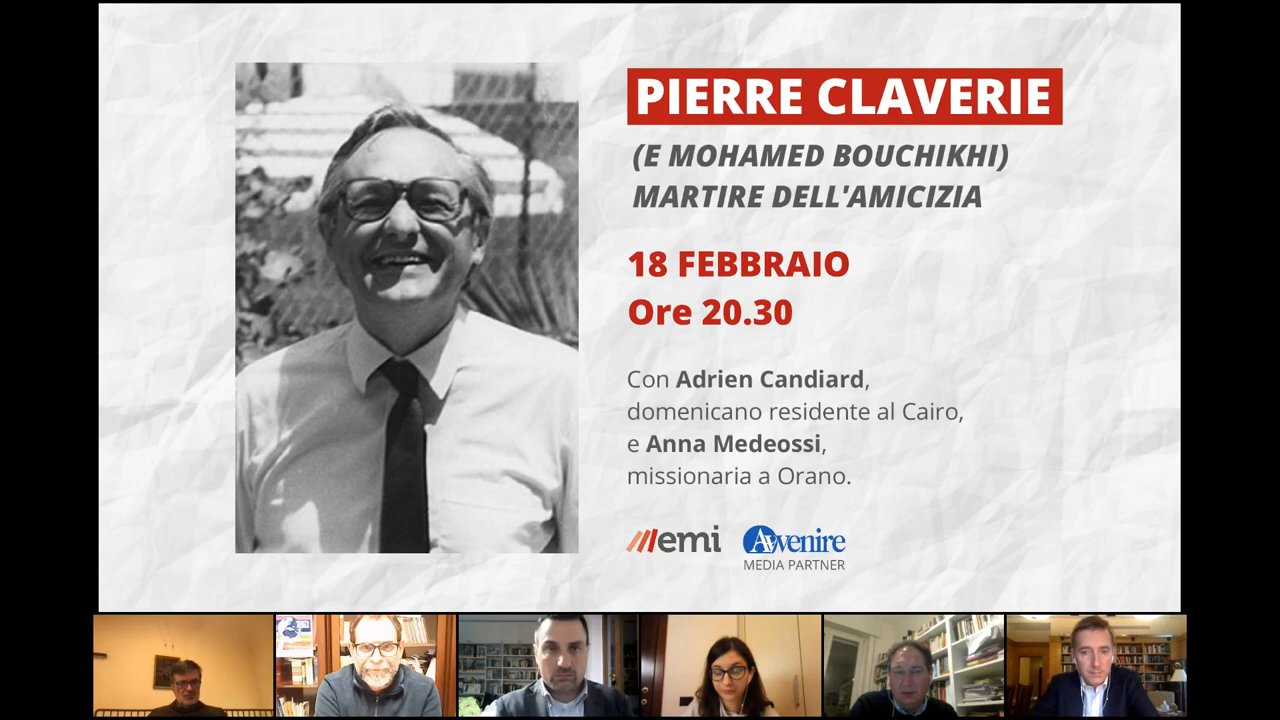 PIERRE CLAVERIE
(E MOHAMED BOUCHIKHI)
MARTIRE DELL'AMICIZIA
18 FEBBRAIO
Ore 20.30
Con Adrien Candiard,
domenicano residente al Cairo,
e Anna Medeossi,
missionaria a Orano.
emi
Avvenire
MEDIA PARTNER